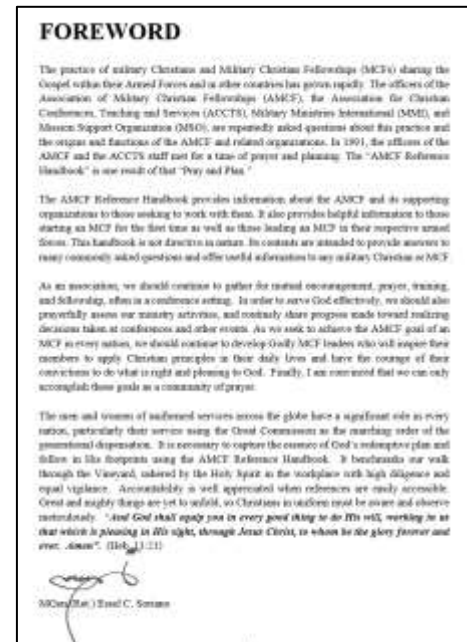 FOREWORD
The practice of military Christians and Military Christian Fellowships (MCFs) sharing the
Gospel within their Armed Forces and in other countries has grown rapidly. The officers of the
Association of Military Christian Fellowships (AMCF), the Association for Christian
Conferences, Teaching and Services (ACCTS), Military Ministries International (MMI), and
Mission Support Organization (MSO), are repeatedly asked questions about this practice and
the origins and functions of the AMCF and related organizations. In 1991, the officers of the
AMCF and the ACCTS staff met for a time of prayer and planning. The "AMCF Reference
Handbook" is one result of that "Pray and Plan."
The AMCF Reference Handbook provides information about the AMCF and its supporting
organizations to those seeking to work with them. It also provides helpful information to those
starting an MCF for the first time as well as those leading an MCF in their respective armed
forces. This handbook is not directive in nature. Its contents are intended to provide answers to
many commonly asked questions and offer useful information to any military Christian or MCF.
As an association, we should continue to gather for mutual encouragement, prayer, training,
and fellowship, often in a conference setting. In order to serve God effectively, we should also
prayerfully assess our ministry activities, and routinely share progress made toward realizing
decisions taken at conferences and other events. As we seek to achieve the AMCF goal of an
MCF in every nation, we should continue to develop Godly MCF leaders who will inspire their
members to apply Christian principles in their daily lives and have the courage of their
convictions to do what is right and pleasing to God. Finally, I am convinced that we can only
accomplish these goals as a community of prayer.
The men and women of uniformed services across the globe have a significant role in every
nation, particularly their service using the Great Commission as the marching order of the
generational dispensation. It is necessary to capture the essence of God's redemptive plan and
follow in His footprints using the AMCF Reference Handbook. It benchmarks our walk
through the Vineyard, ushered by the Holy Spirit in the workplace with high diligence and
equal vigilance. Accountability is well appreciated when references are easily accessible.
Great and mighty things are yet to unfold, so Christians in uniform must be aware and observe
meticulously. "And God shall equip you in every good thing to do His will, working in us
that which is pleasing in His sight, through Jesus Christ, to whom be the glory forever and
ever. Amen". (Heb. 13:21)
MGen (Ret.) Essel C. Soriano